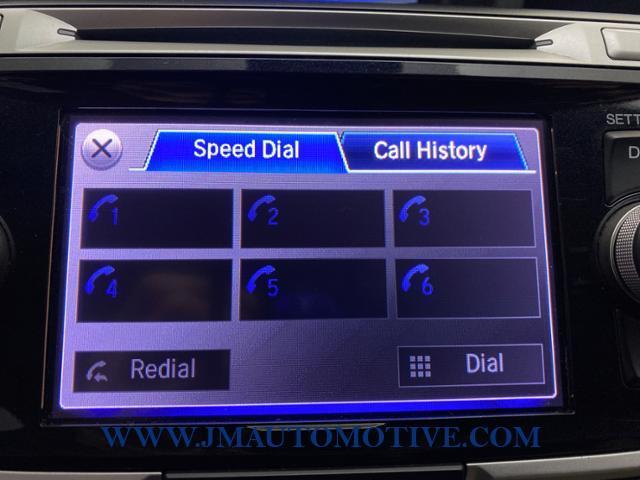 SETT
D
Speed Dial
Call History
1
2
3
4
5
6
Redial
Dial
WWW.JMAUTOMOTIVE.COM